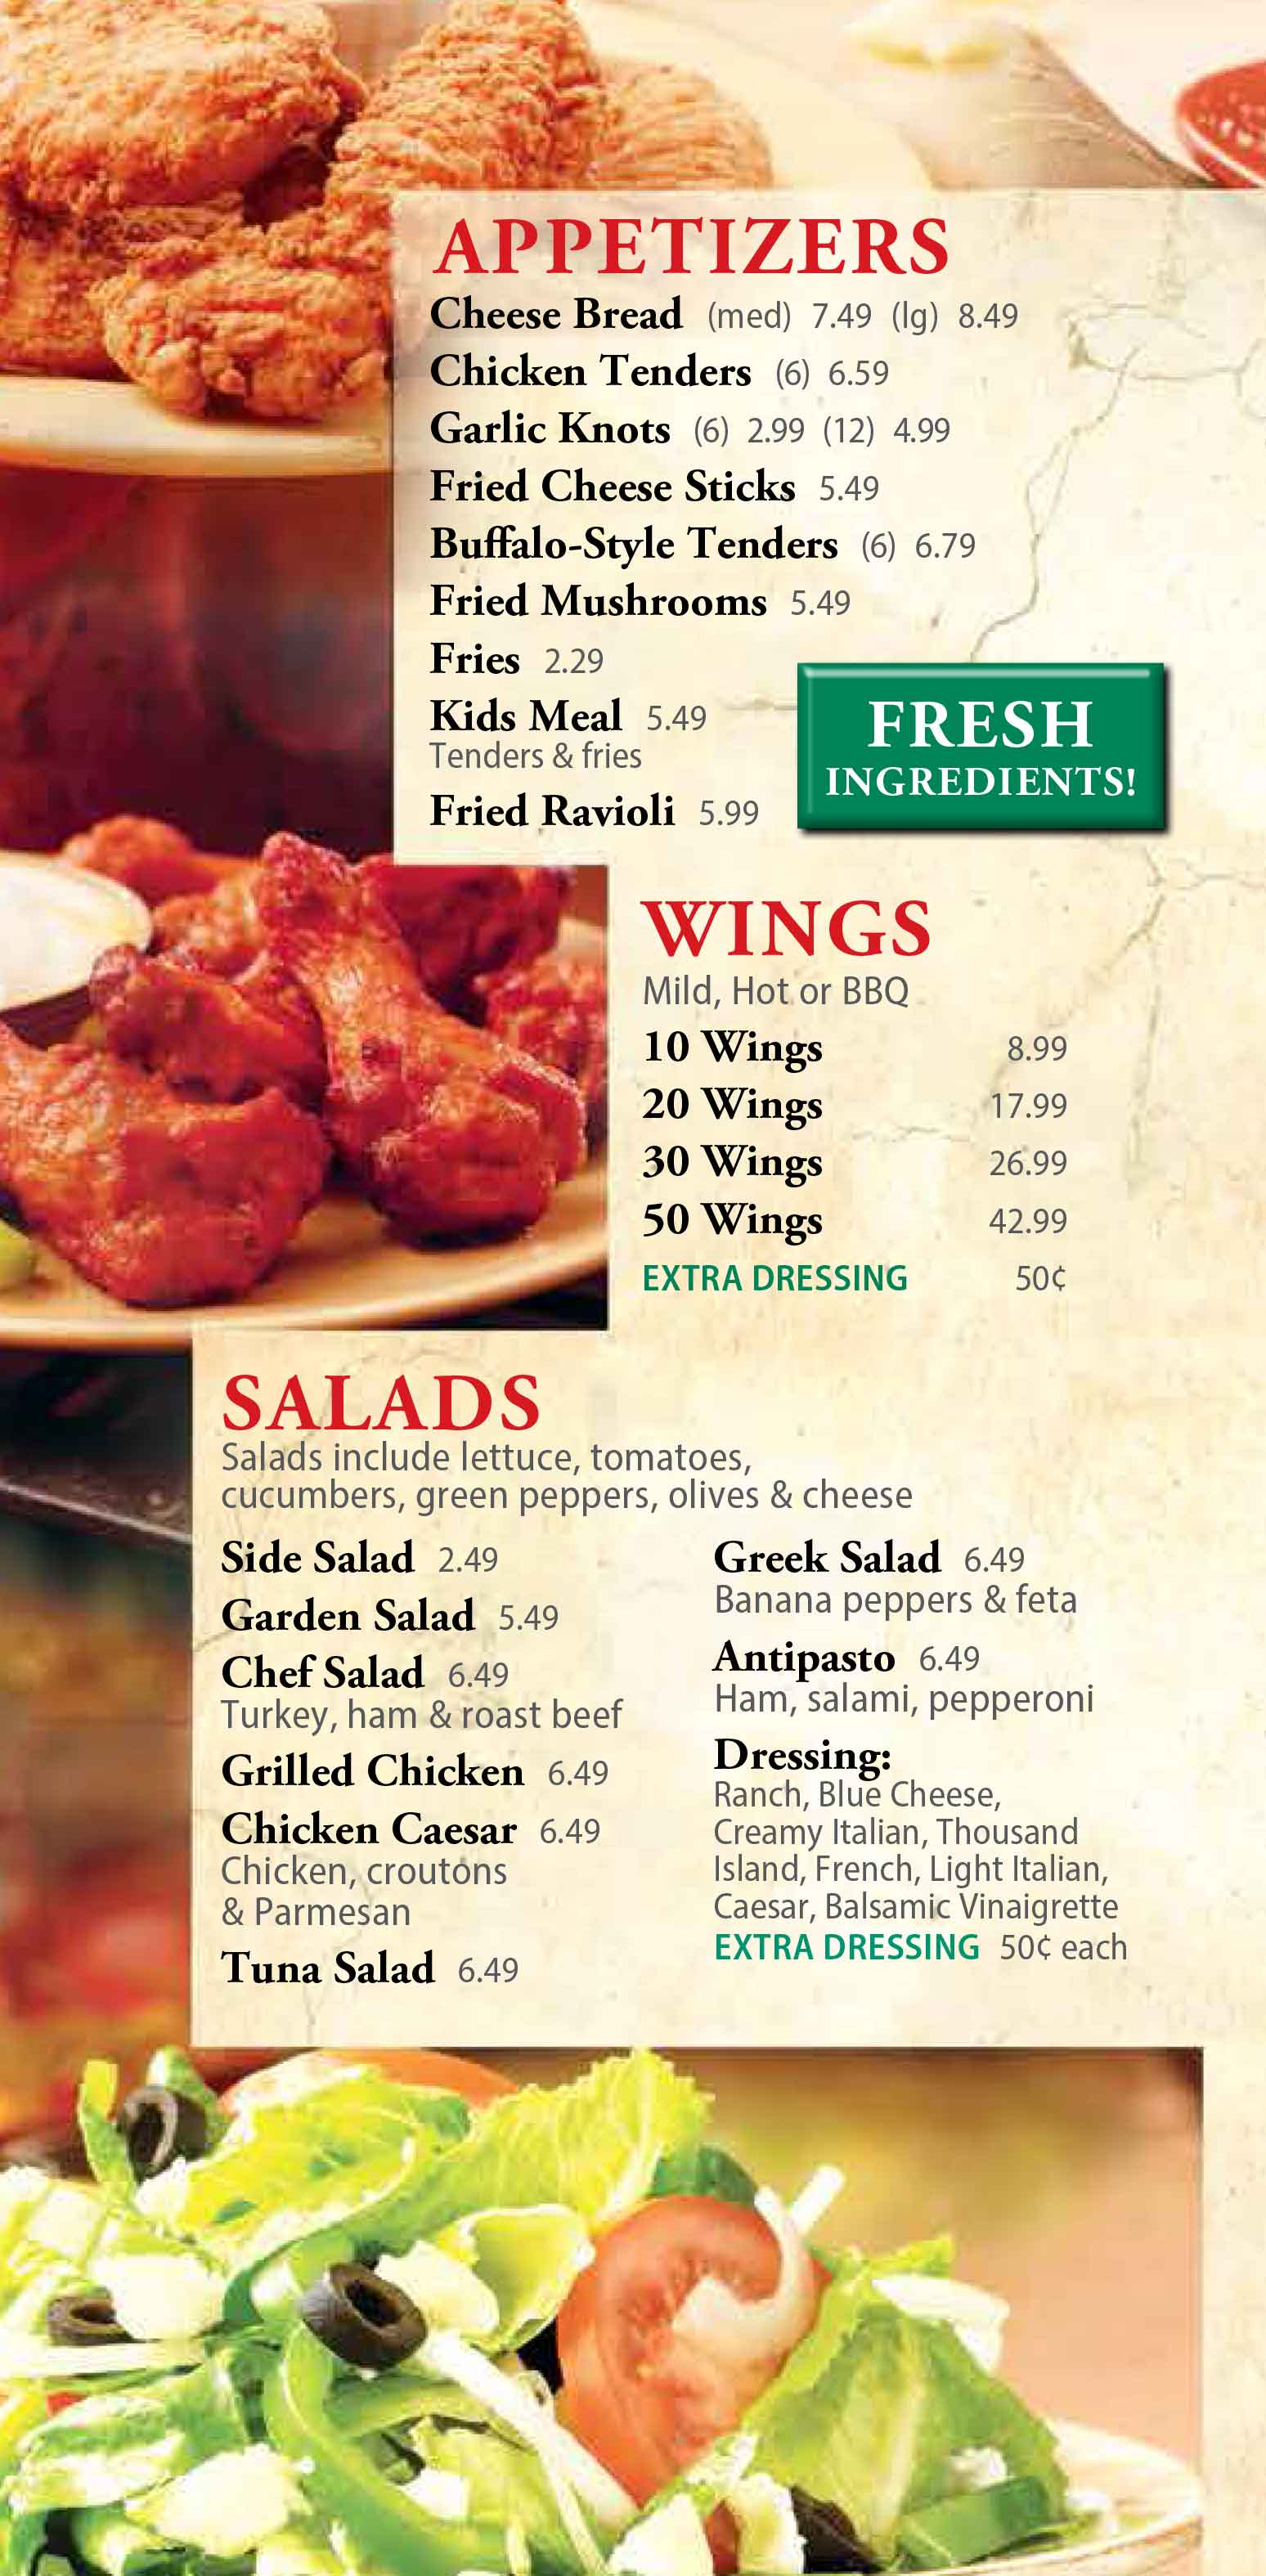 APPETIZERS
Cheese Bread (med) 7.49 (lg) 8.49
Chicken Tenders (6) 6.59
Garlic Knots (6) 2.99 (12) 4.99
Fried Cheese Sticks 5.49
Buffalo-Style Tenders (6) 6.79
Fried Mushrooms 5.49
Fries 2.29
Kids Meal 5.49
Tenders & fries
Fried Ravioli 5.99
FRESH
INGREDIENTS!
WINGS
Mild, Hot or BBQ
10 Wings 8.99
20 Wings 17.99
30 Wings 26.99
50 Wings 42.99
EXTRA DRESSING 50¢
SALADS
Salads include lettuce, tomatoes,
cucumbers, green peppers, olives & cheese
Side Salad 2.49
Garden Salad 5.49
Chef Salad 6.49
Turkey, ham & roast beef
Grilled Chicken 6.49
Chicken Caesar 6.49
Chicken, croutons
& Parmesan
Tuna Salad 6.49
Greek Salad 6.49
Banana peppers & feta
Antipasto 6.49
Ham, salami, pepperoni
Dressing:
Ranch, Blue Cheese,
Creamy Italian, Thousand
Island, French, Light Italian,
Caesar, Balsamic Vinaigrette
EXTRA DRESSING 50¢ each